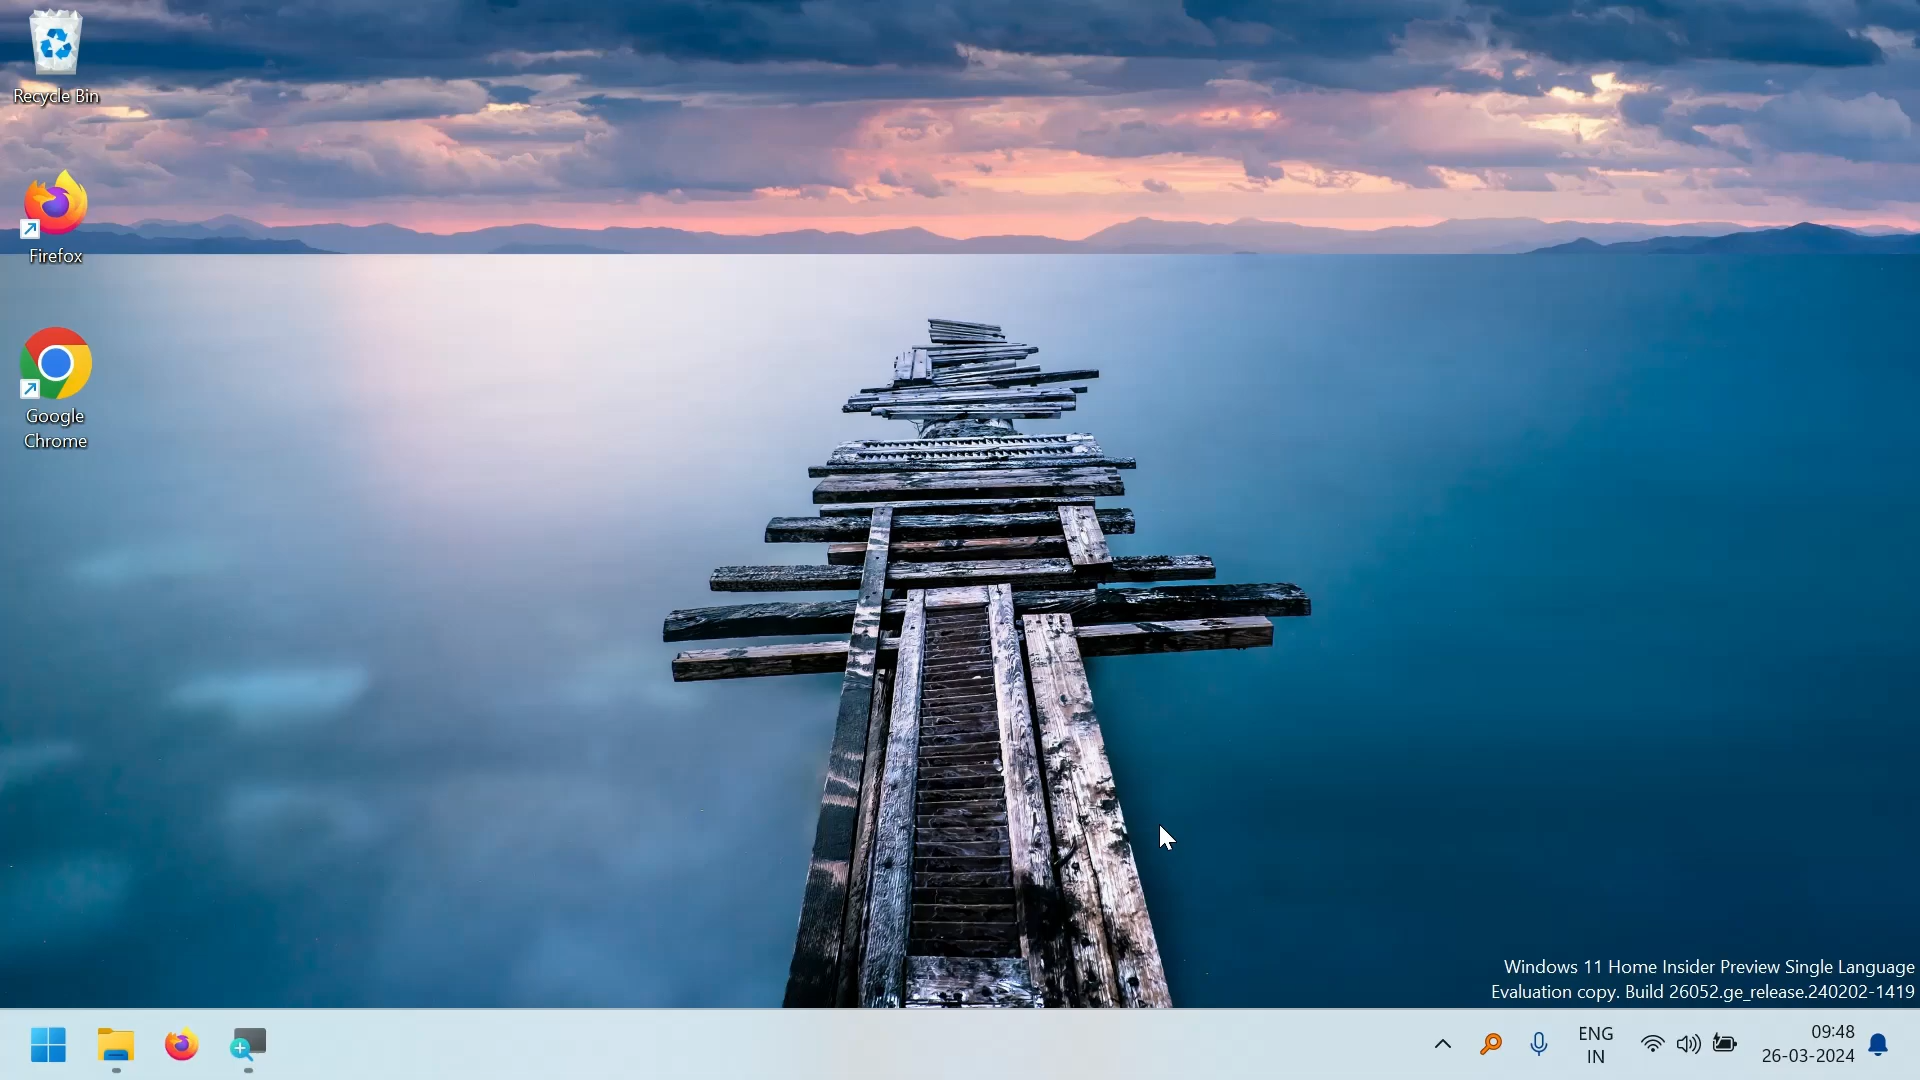 Recycle Bin
Firefox
Google
Chrome
Windows 11 Home Insider Preview Single Language
Evaluation copy. Build 26052.ge_release.240202-1419
ENG
IN
09:48
26-03-2024